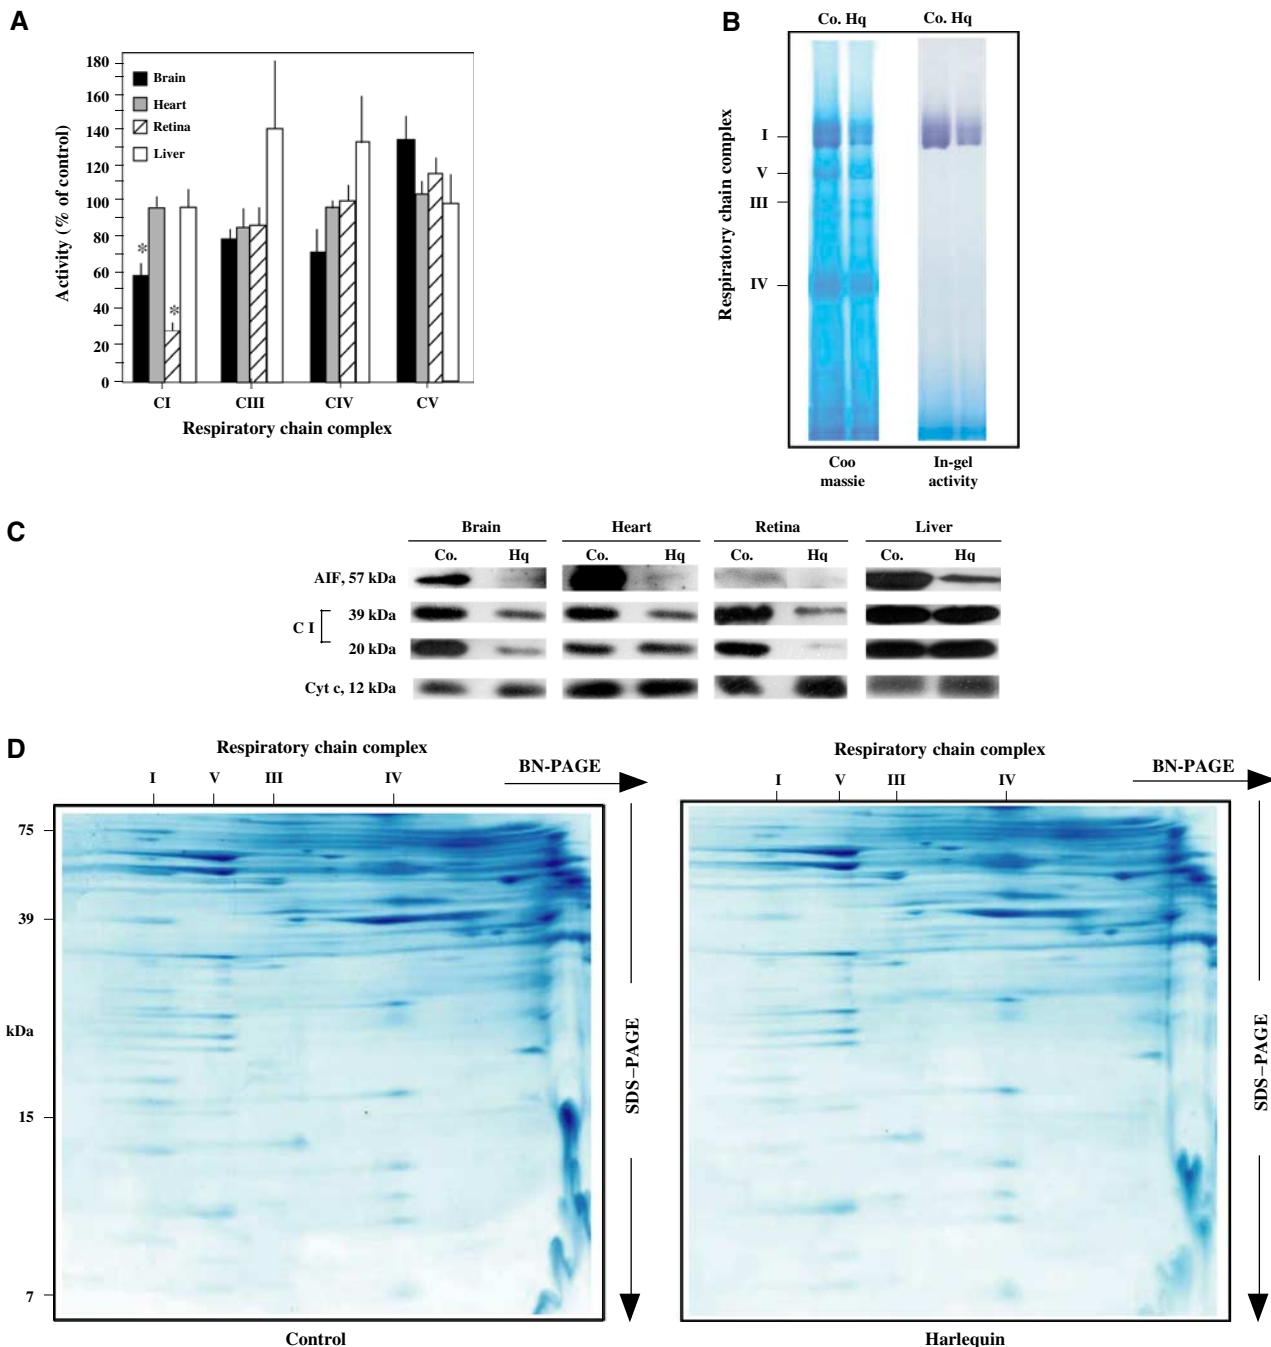 A
180
160
140
120
100
80
60
40
20
0
Activity (% of control)
Brain
Heart
Retina
Liver
*
*
CI CIII CIV CV
Respiratory chain complex
B
Co. Hq Co. Hq
Respiratory chain complex
I
V
III
IV
Coo
massie
In-gel
activity
C
Brain Heart Retina Liver
Co. Hq Co. Hq Co. Hq Co. Hq
AIF, 57 kDa
C I
39 kDa
20 kDa
Cyt c, 12 kDa
D
Respiratory chain complex
I V III IV
BN-PAGE
75
39
kDa
15
7
SDS–PAGE
Control
Respiratory chain complex
I V III IV
BN-PAGE
SDS–PAGE
Harlequin